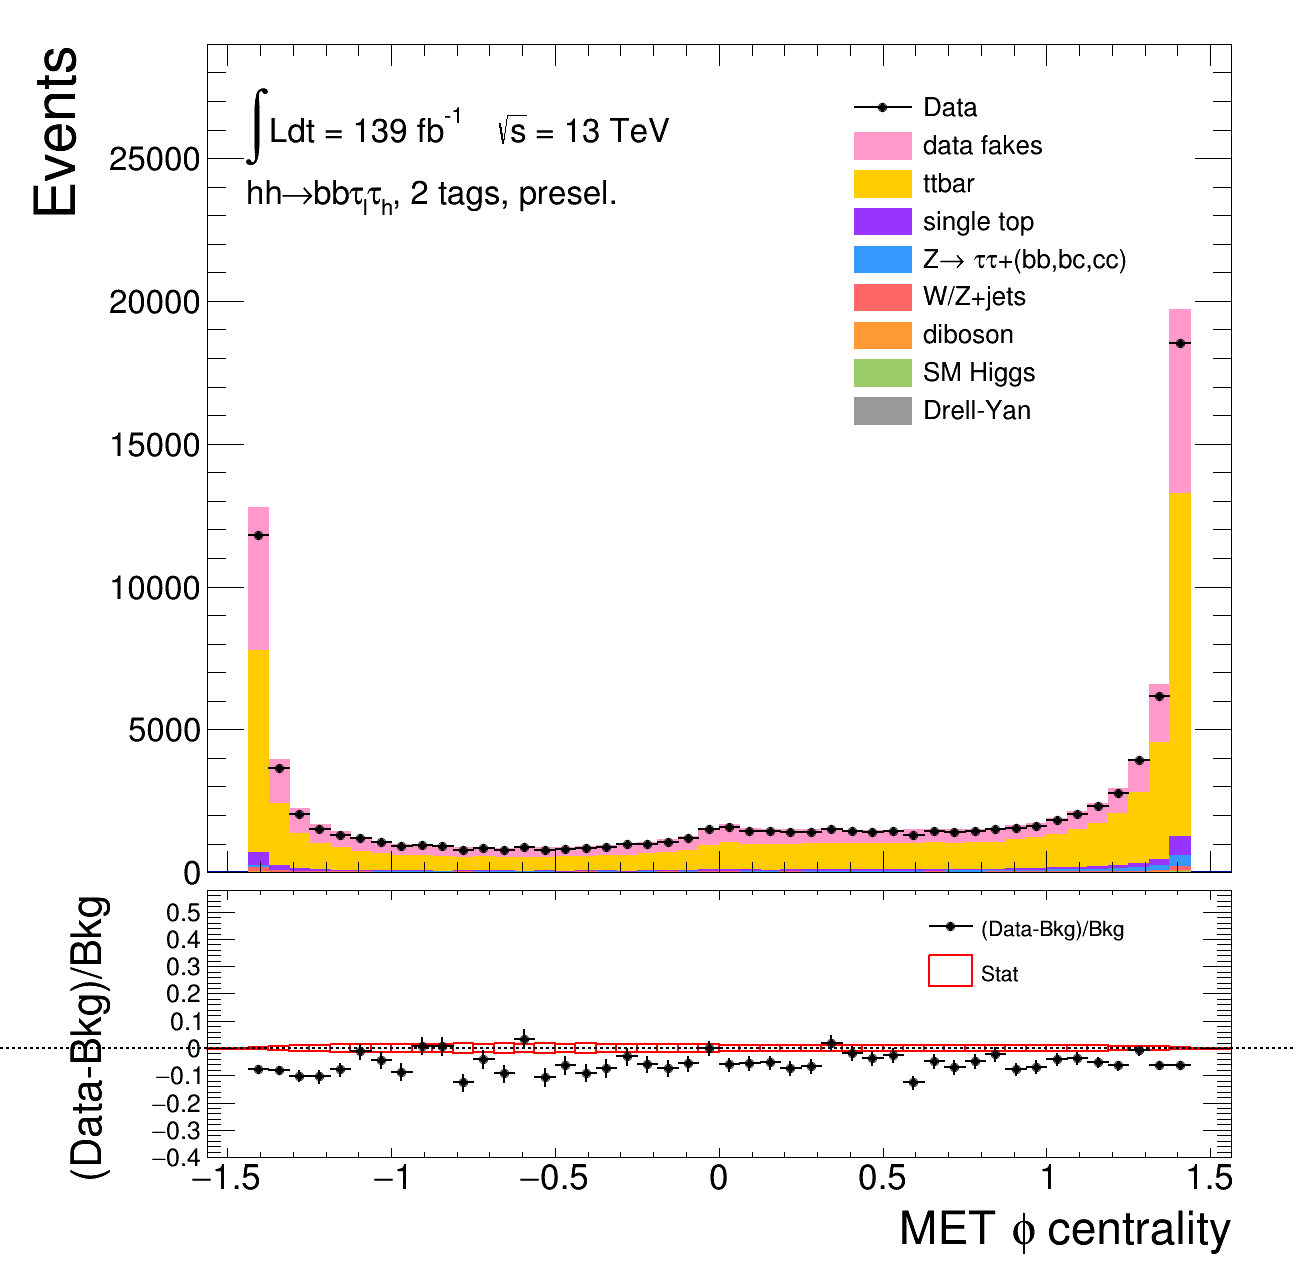 Events
25000
20000
15000
10000
5000
0
∫Ldt = 139 fb⁻¹ √s = 13 TeV
hh→bbτₗτₕ, 2 tags, presel.
Data
data fakes
ttbar
single top
Z→ ττ+(bb,bc,cc)
W/Z+jets
diboson
SM Higgs
Drell-Yan
(Data-Bkg)/Bkg
0.5
0.4
0.3
0.2
0.1
0
−0.1
−0.2
−0.3
−0.4
(Data-Bkg)/Bkg
Stat
−1.5 −1 −0.5 0 0.5 1 1.5
MET ϕ centrality